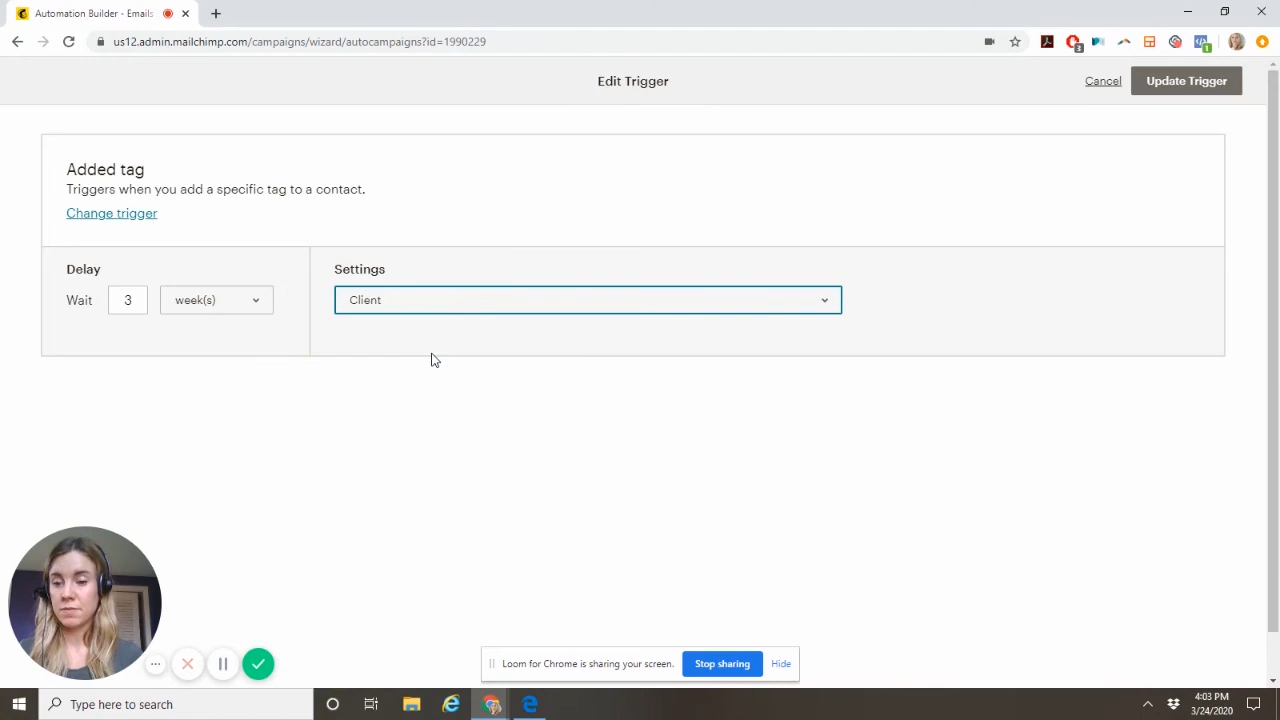 Automation Builder - Emails
us12.admin.mailchimp.com/campaigns/wizard/autocampaigns?id=1990229
3
1
Edit Trigger
Cancel
Update Trigger
Added tag
Triggers when you add a specific tag to a contact.
Change trigger
Delay
Settings
Wait 3 week(s)
Client
Loom for Chrome is sharing your screen. Stop sharing Hide
Type here to search
4:03 PM
3/24/2020